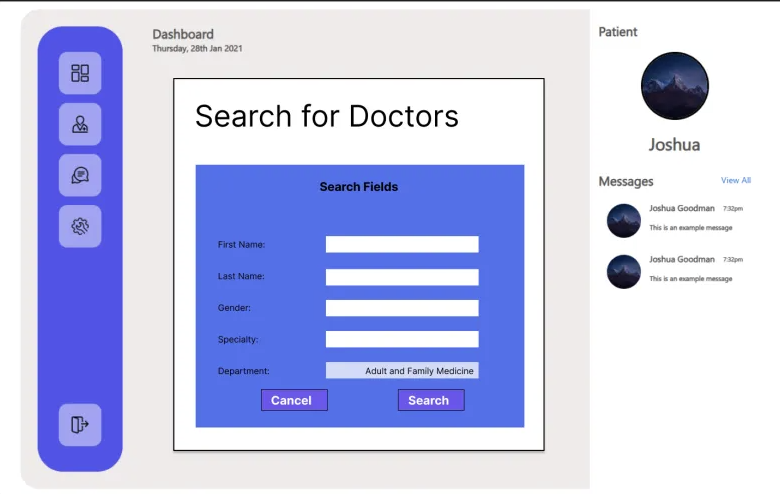 Dashboard
Thursday, 28th Jan 2021
Search for Doctors
Search Fields
First Name:
Last Name:
Gender:
Specialty:
Department: Adult and Family Medicine
Cancel Search
Patient
Joshua
Messages View All
Joshua Goodman 7:32pm
This is an example message
Joshua Goodman 7:32pm
This is an example message